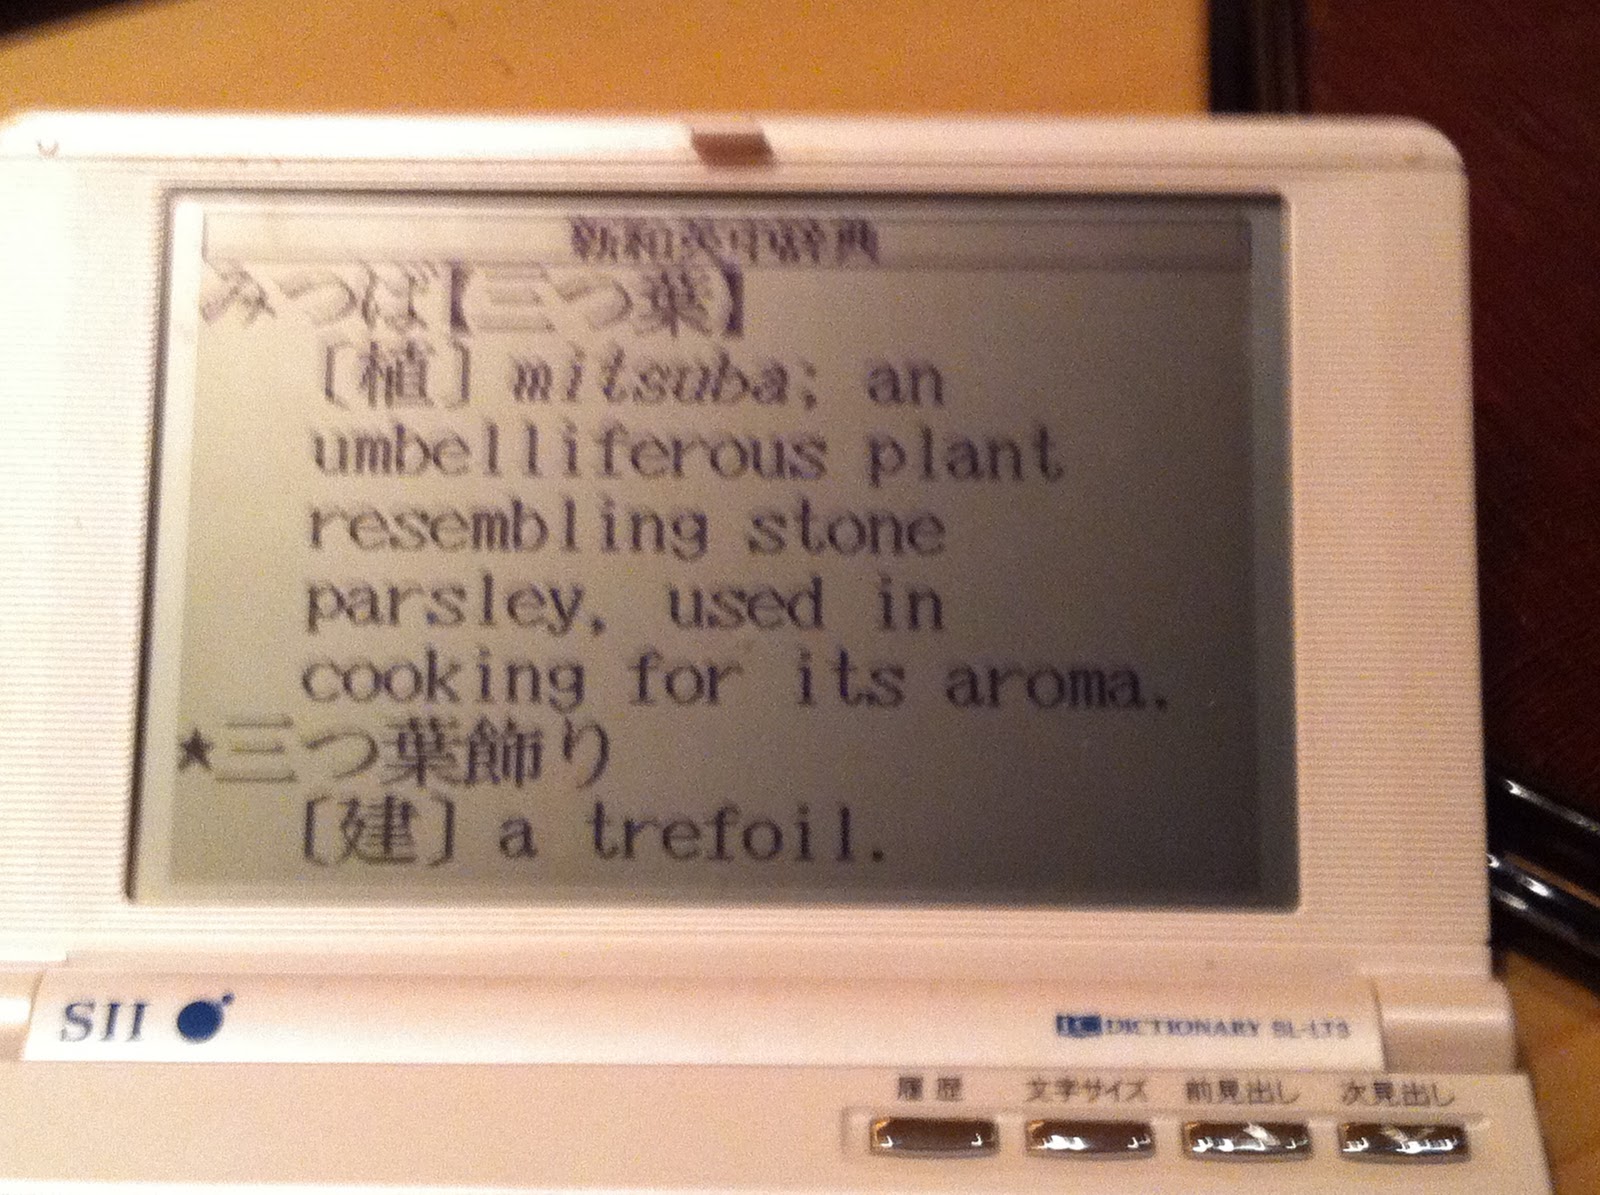 新和英中辞典
みつば【三つ葉】
〔植〕 mitsuba; an
umbelliferous plant
resembling stone
parsley, used in
cooking for its aroma.
★三つ葉飾り
〔建〕 a trefoil.
SII
IC DICTIONARY SL-LT3
履歴 文字サイズ 前見出し 次見出し